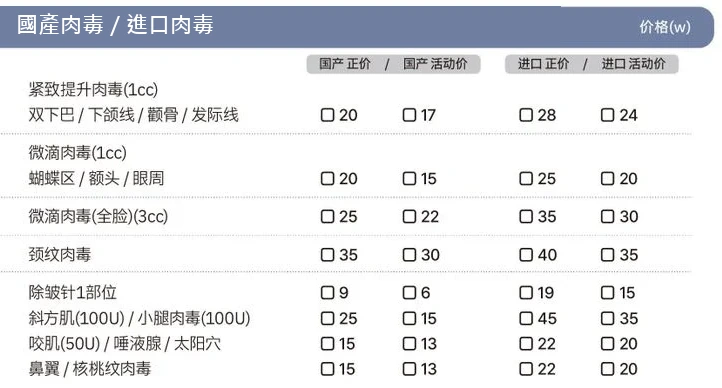 國產肉毒 / 進口肉毒 价格(w)
国产 正价 / 国产 活动价 进口 正价 / 进口 活动价
紧致提升肉毒(1cc)
双下巴 / 下颌线 / 颧骨 / 发际线 20 17 28 24
微滴肉毒(1cc)
蝴蝶区 / 额头 / 眼周 20 15 25 20
微滴肉毒(全脸)(3cc) 25 22 35 30
颈纹肉毒 35 30 40 35
除皱针1部位 9 6 19 15
斜方肌(100U) / 小腿肉毒(100U) 25 15 45 35
咬肌(50U) / 唾液腺 / 太阳穴 15 13 22 20
鼻翼 / 核桃纹肉毒 15 13 22 20